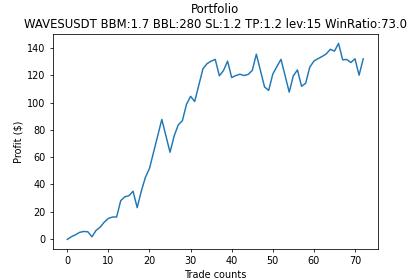 Portfolio
WAVESUSDT BBM:1.7 BBL:280 SL:1.2 TP:1.2 lev:15 WinRatio:73.0
140
120
100
80
60
40
20
0
Profit ($)
0 10 20 30 40 50 60 70
Trade counts